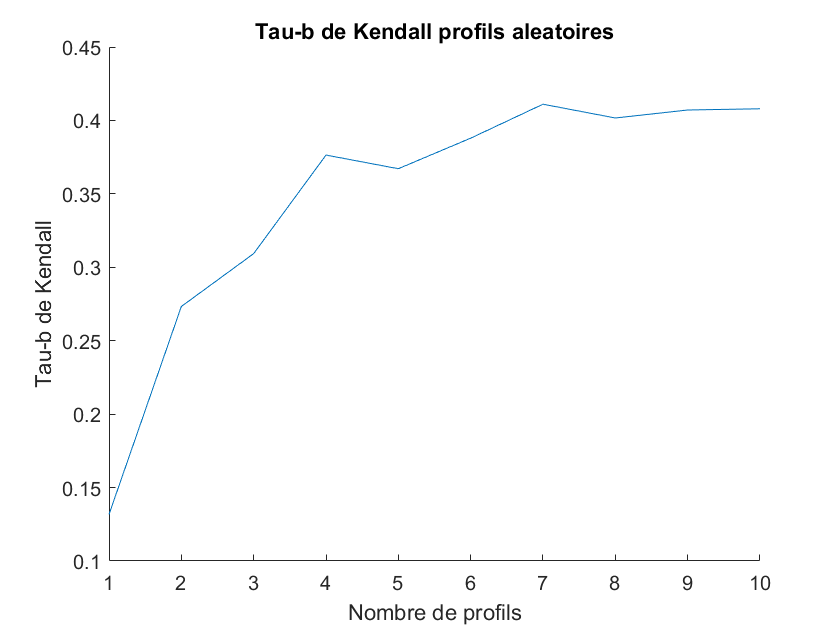 Tau-b de Kendall profils aleatoires
0.45
0.4
0.35
0.3
0.25
0.2
0.15
0.1
Tau-b de Kendall
1 2 3 4 5 6 7 8 9 10
Nombre de profils